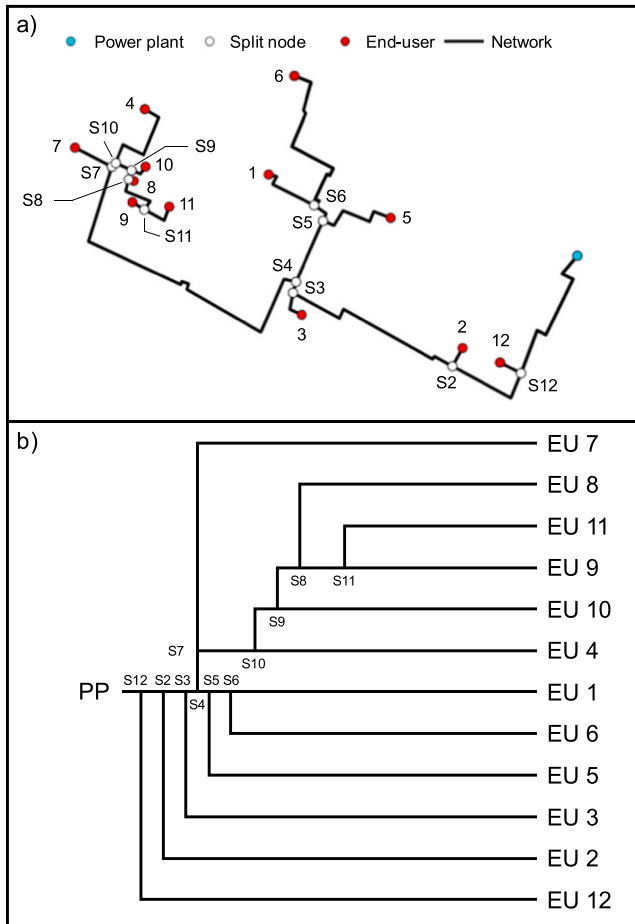 a)
Power plant Split node End-user Network
6
4
S10
S9
7
10
S7
1
S6
8
S8
5
9
11
S5
S11
S4
S3
3
2
12
S2
S12
b)
EU 7
EU 8
EU 11
EU 9
S8 S11
EU 10
S9
S7
EU 4
S10
S12 S2 S3 S5 S6
PP
EU 1
S4
EU 6
EU 5
EU 3
EU 2
EU 12